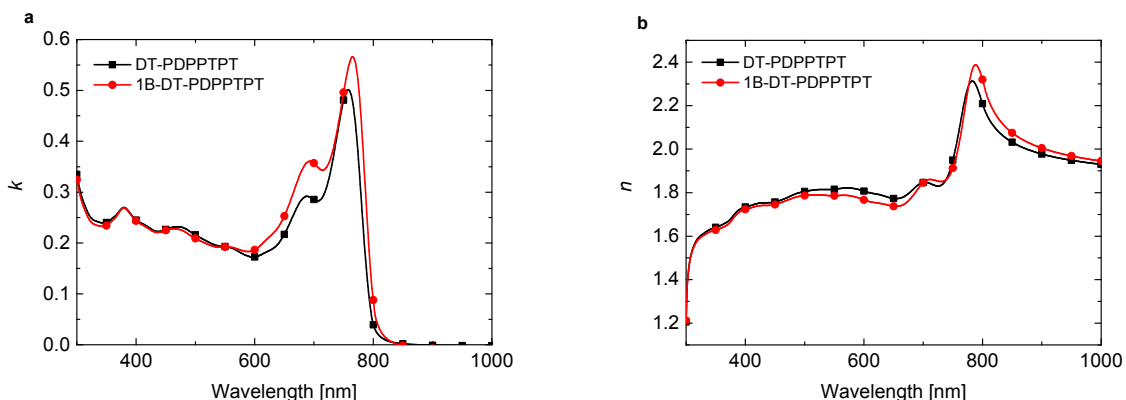 a
0.6
0.5
0.4
0.3
0.2
0.1
0.0
k
DT-PDPPTPT
1B-DT-PDPPTPT
400
600
800
1000
Wavelength [nm]
b
2.4
2.2
2.0
1.8
1.6
1.4
1.2
n
DT-PDPPTPT
1B-DT-PDPPTPT
400
600
800
1000
Wavelength [nm]